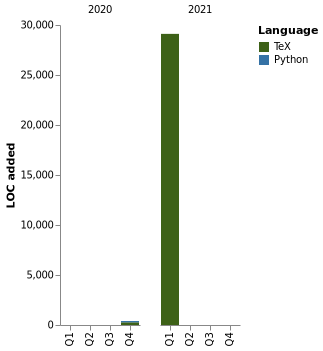 2020 2021
Language
TeX
Python
LOC added
30,000
25,000
20,000
15,000
10,000
5,000
0
Q1 Q2 Q3 Q4 Q1 Q2 Q3 Q4